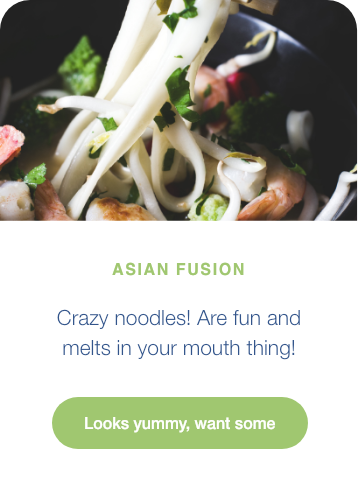 ASIAN FUSION
Crazy noodles! Are fun and
melts in your mouth thing!
Looks yummy, want some